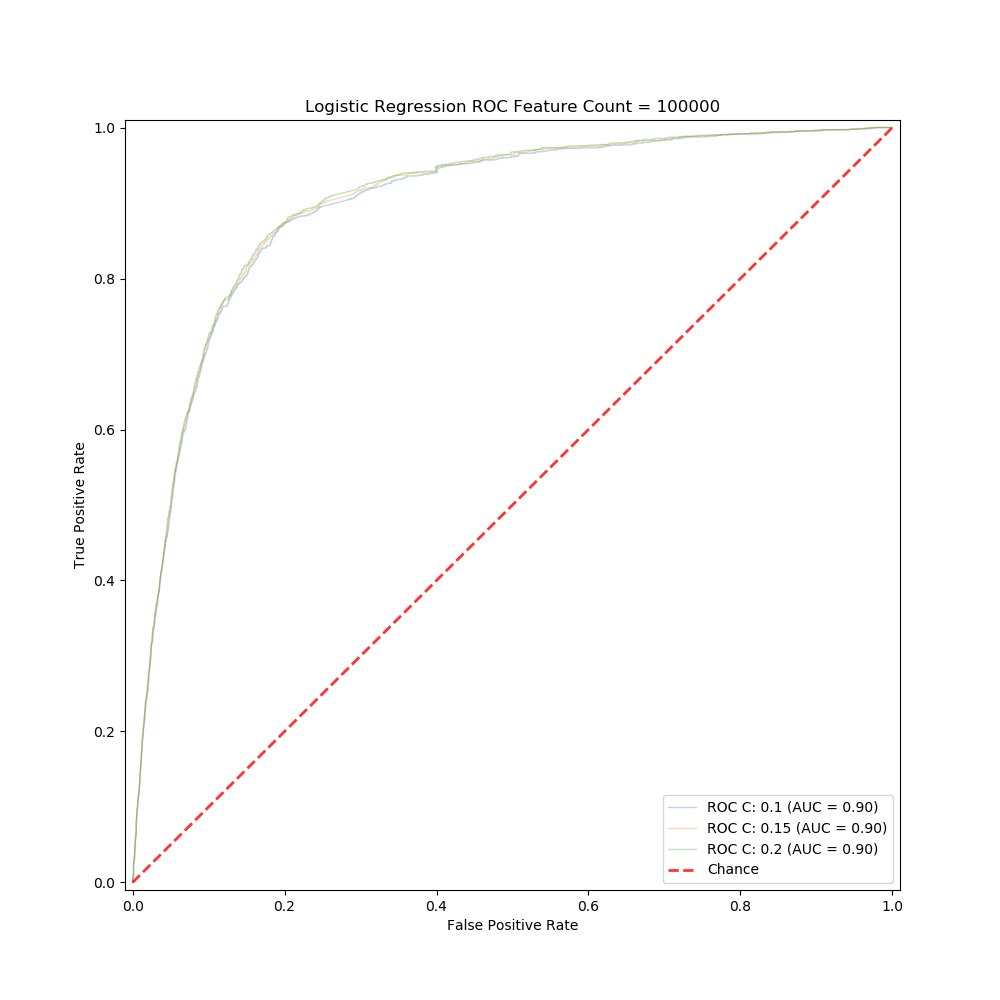 Logistic Regression ROC Feature Count = 100000
True Positive Rate
1.0
0.8
0.6
0.4
0.2
0.0
0.0 0.2 0.4 0.6 0.8 1.0
False Positive Rate
ROC C: 0.1 (AUC = 0.90)
ROC C: 0.15 (AUC = 0.90)
ROC C: 0.2 (AUC = 0.90)
Chance